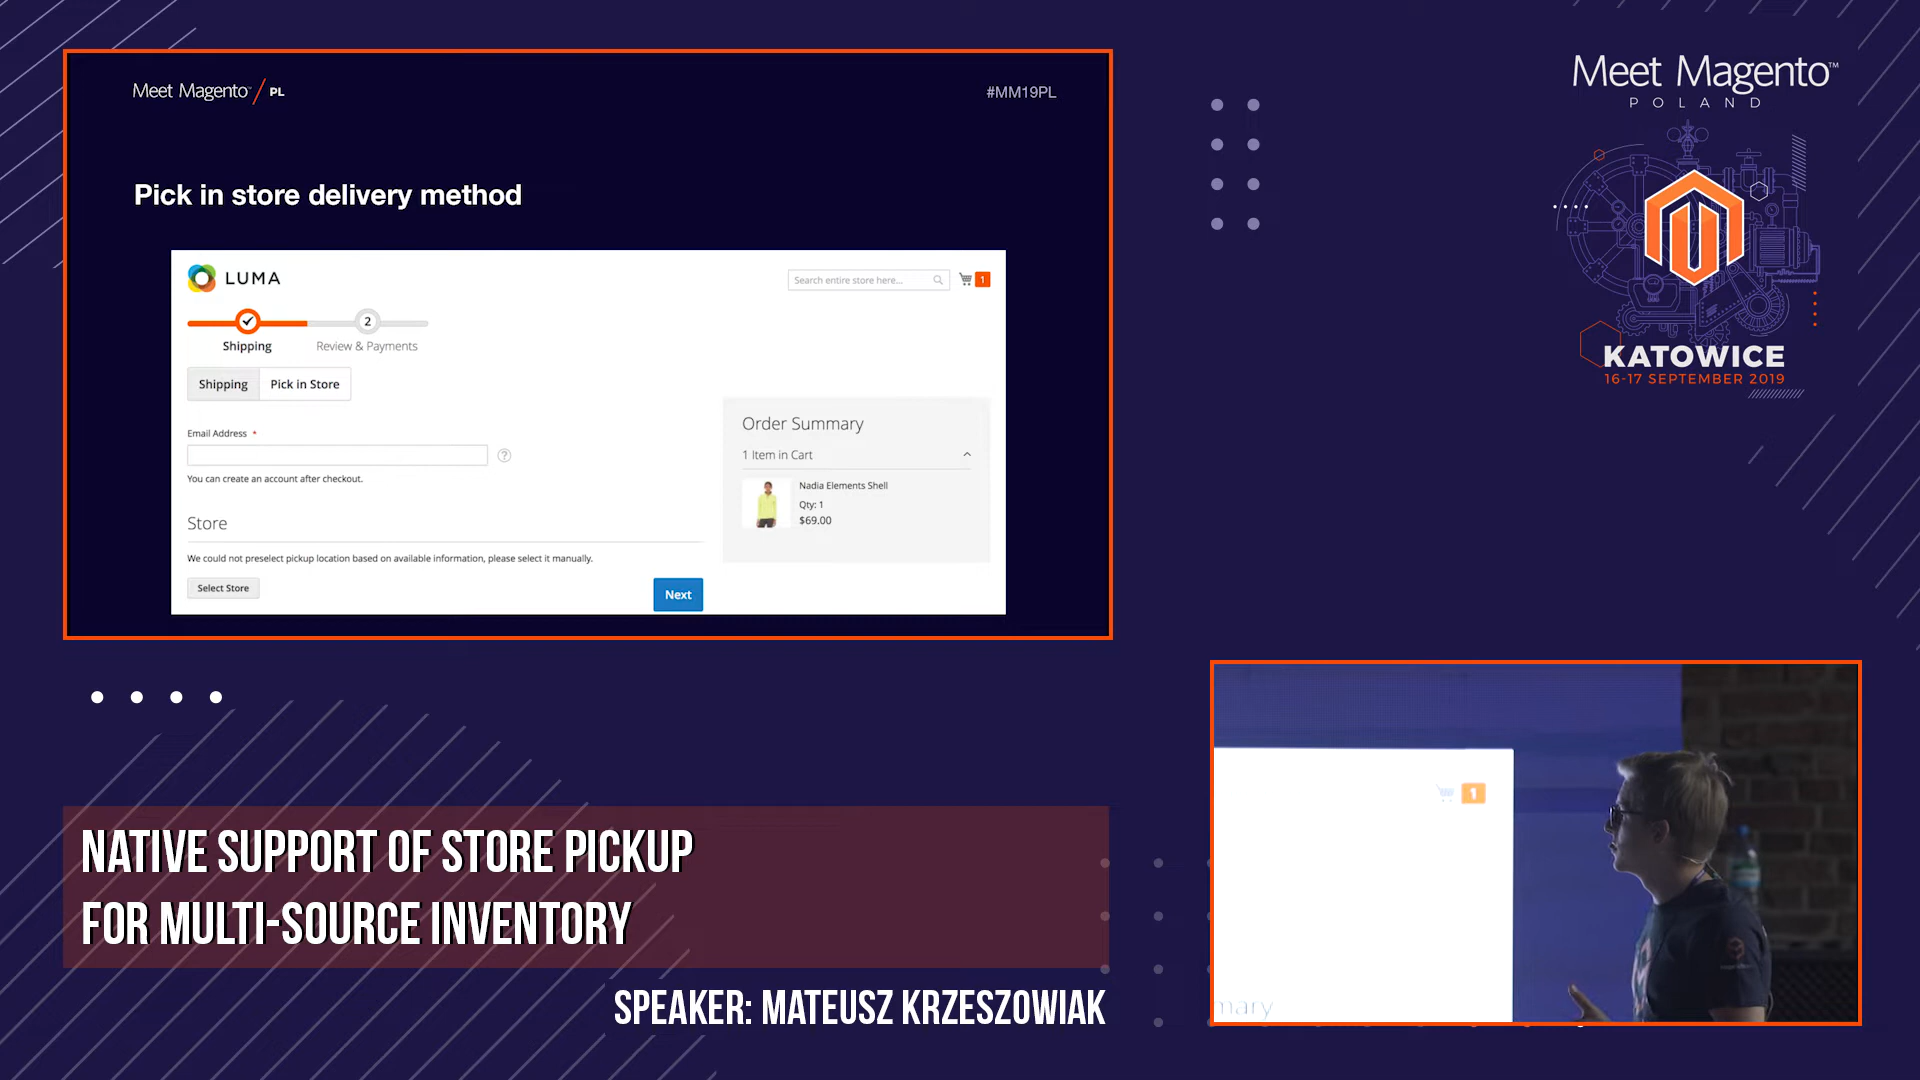 Meet Magento / PL
#MM19PL
Pick in store delivery method
LUMA
Search entire store here...
1
2
Shipping
Review & Payments
Shipping
Pick in Store
Email Address *
?
You can create an account after checkout.
Store
We could not preselect pickup location based on available information, please select it manually.
Select Store
Next
Order Summary
1 Item in Cart
Nadia Elements Shell
Qty: 1
$69.00
Meet Magento™
POLAND
KATOWICE
16-17 SEPTEMBER 2019
1
mary
NATIVE SUPPORT OF STORE PICKUP
FOR MULTI-SOURCE INVENTORY
SPEAKER: MATEUSZ KRZESZOWIAK